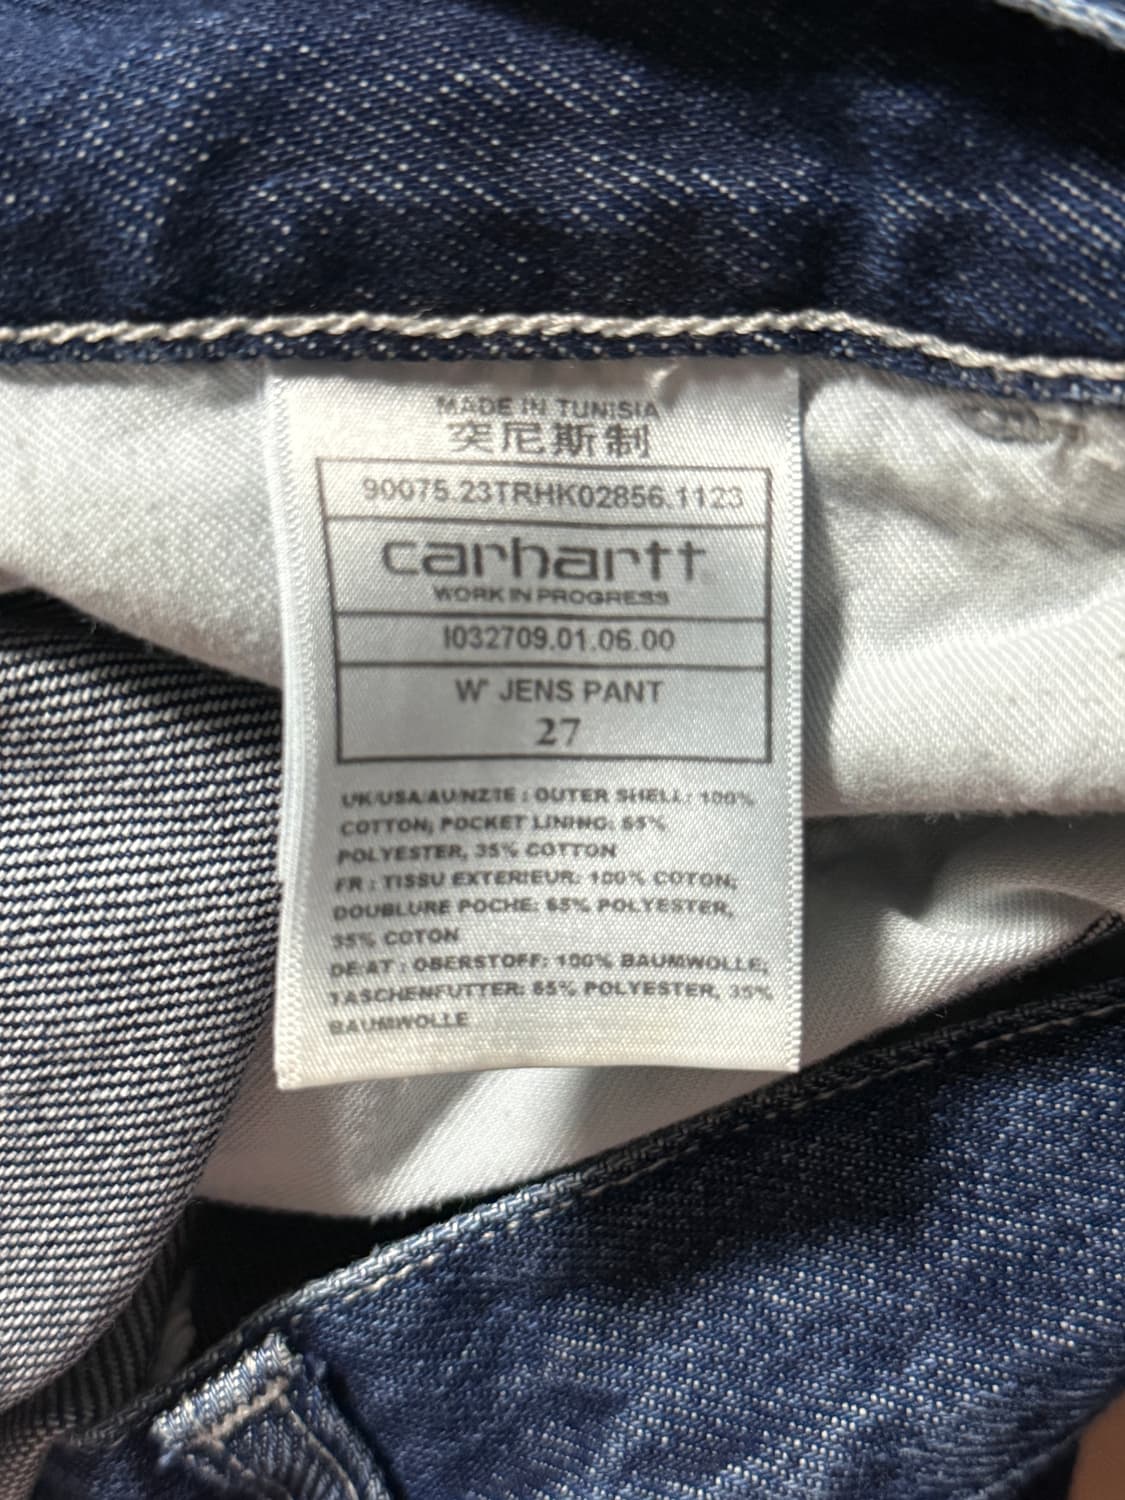 MADE IN TUNISIA
突尼斯制
90075.23TRHK02856.1123
carhartt
WORK IN PROGRESS
I032709.01.06.00
W' JENS PANT
27
UK/USA/AU/NZ/IE : OUTER SHELL: 100%
COTTON; POCKET LINING: 65%
POLYESTER, 35% COTTON
FR : TISSU EXTERIEUR: 100% COTON;
DOUBLURE POCHE: 65% POLYESTER,
35% COTON
DE/AT : OBERSTOFF: 100% BAUMWOLLE;
TASCHENFUTTER: 65% POLYESTER, 35%
BAUMWOLLE